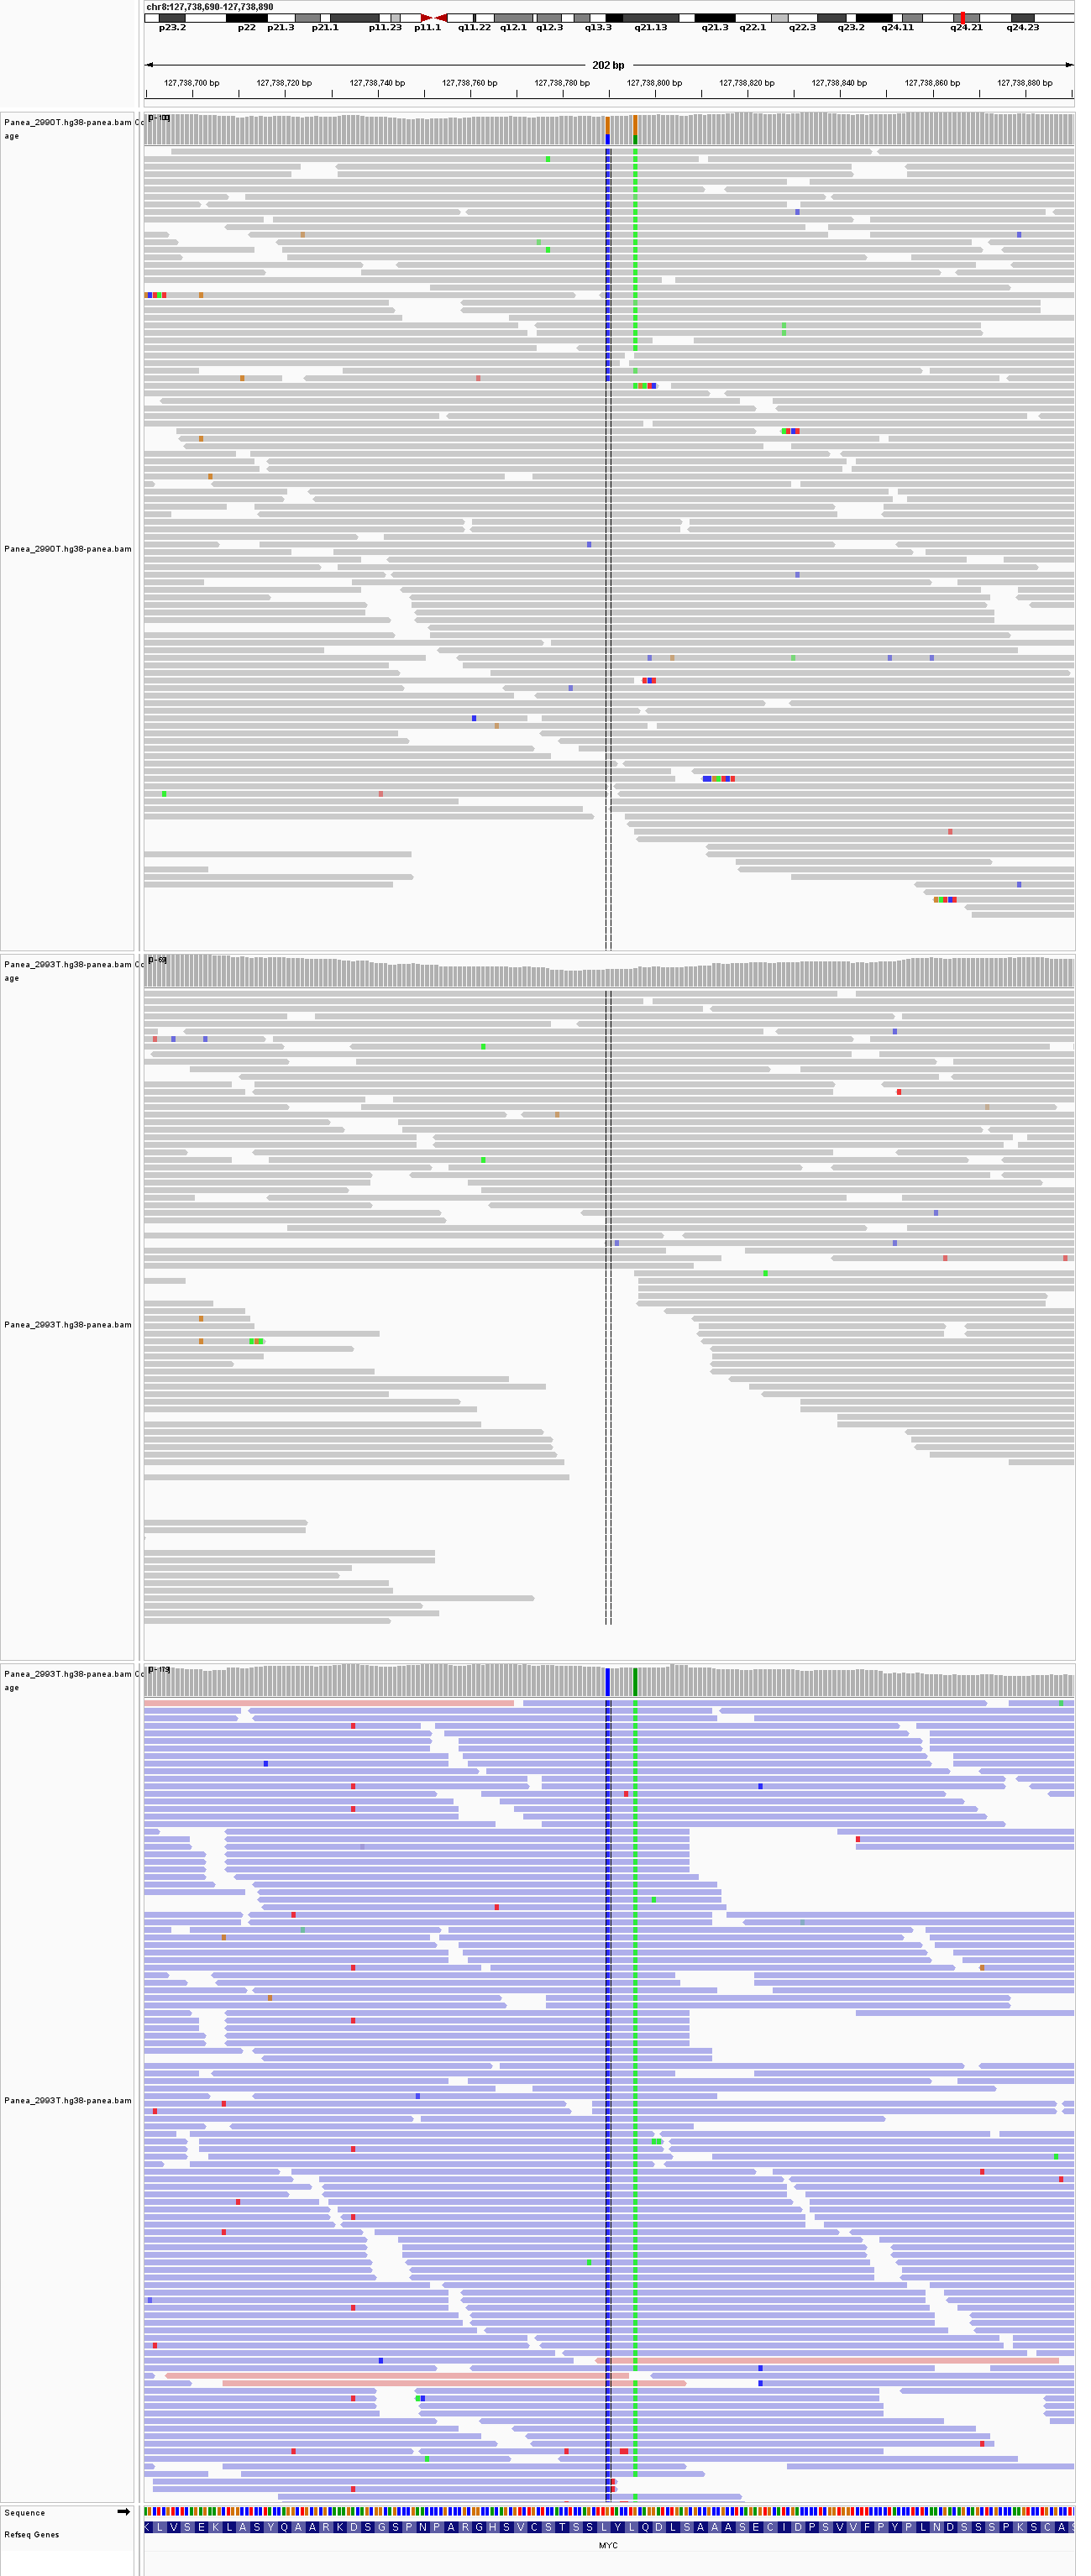 chr8:127,738,690-127,738,890
p23.2 p22 p21.3 p21.1 p11.23 p11.1 q11.22 q12.1 q12.3 q13.3 q21.13 q21.3 q22.1 q22.3 q23.2 q24.11 q24.21 q24.23
202 bp
127,738,700 bp 127,738,720 bp 127,738,740 bp 127,738,760 bp 127,738,780 bp 127,738,800 bp 127,738,820 bp 127,738,840 bp 127,738,860 bp 127,738,880 bp
Panea_2990T.hg38-panea.bam Co
age
Panea_2990T.hg38-panea.bam
Panea_2993T.hg38-panea.bam Co
age
Panea_2993T.hg38-panea.bam
Panea_2993T.hg38-panea.bam Co
age
Panea_2993T.hg38-panea.bam
Sequence
Refseq Genes
K L V S E K L A S Y Q A A R K D S G S P N P A R G H S V C S T S S L Y L Q D L S A A A S E C I D P S V V F P Y P L N D S S S P K S C A S
MYC